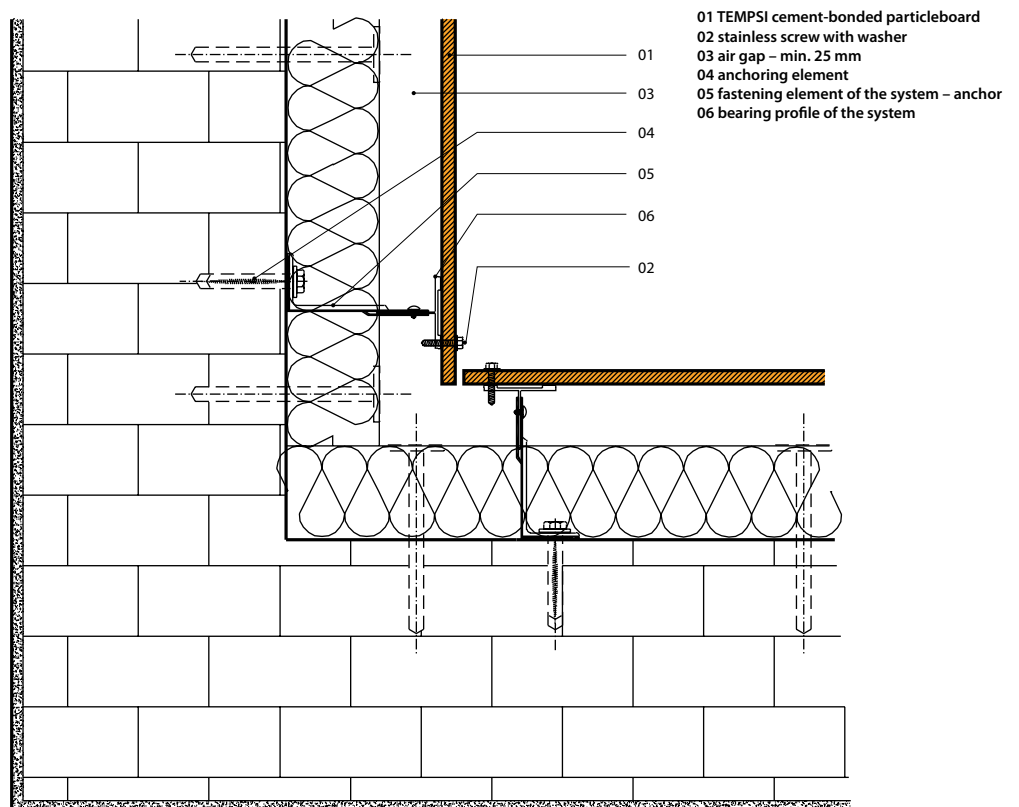 01 TEMPSI cement-bonded particleboard
02 stainless screw with washer
03 air gap – min. 25 mm
04 anchoring element
05 fastening element of the system – anchor
06 bearing profile of the system
01
03
04
05
06
02